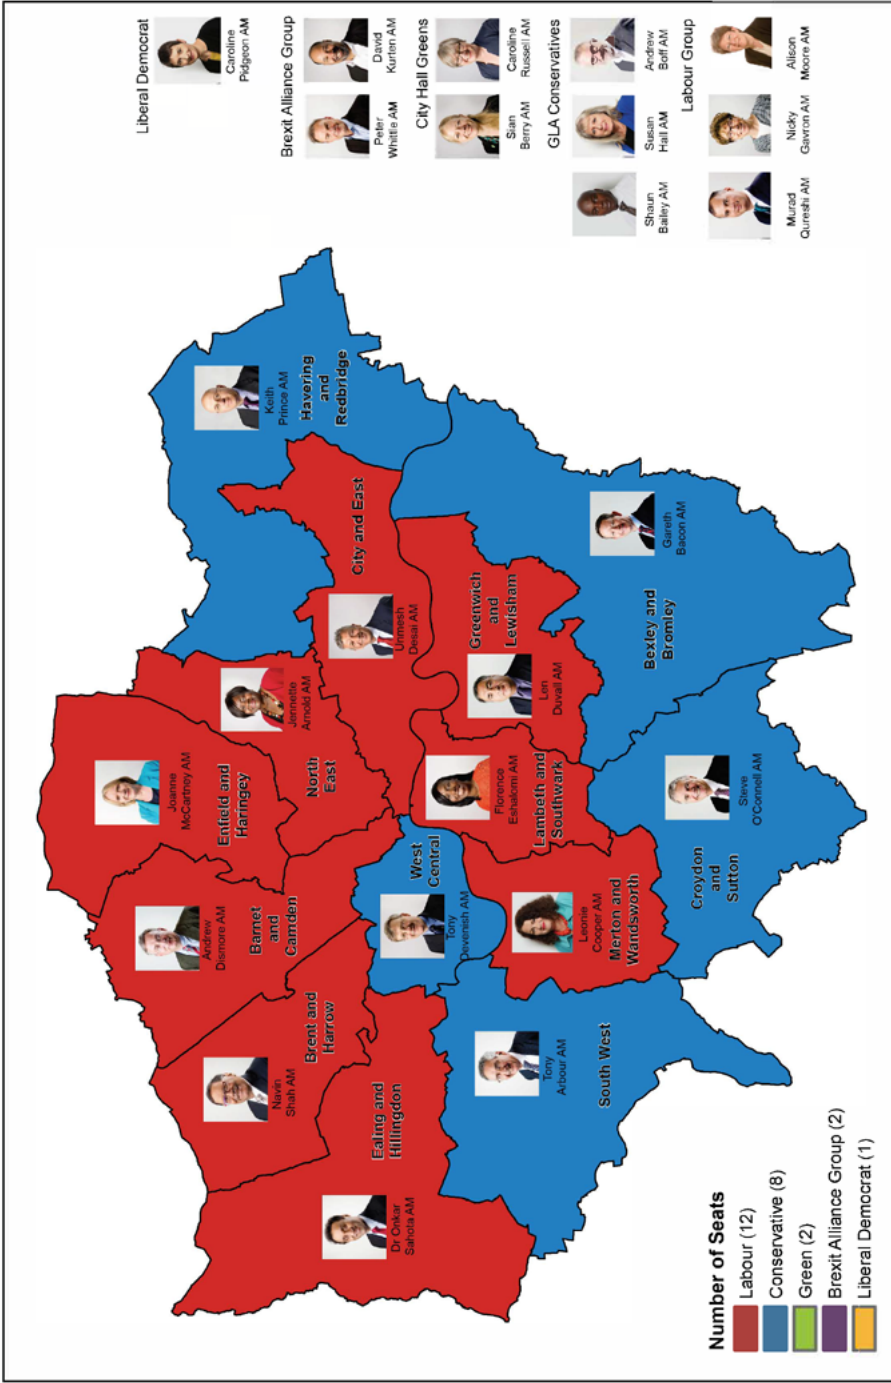 Liberal Democrat
Caroline
Pidgeon AM
Brexit Alliance Group
Peter
Whittle AM
David
Kurten AM
City Hall Greens
Sian
Berry AM
Caroline
Russell AM
GLA Conservatives
Shaun
Bailey AM
Susan
Hall AM
Andrew
Boff AM
Labour Group
Murad
Qureshi AM
Nicky
Gavron AM
Alison
Moore AM
Joanne
McCartney AM
Enfield and
Haringey
Andrew
Dismore AM
Barnet
and
Camden
Navin
Shah AM
Brent and
Harrow
Dr Onkar
Sahota AM
Ealing and
Hillingdon
Jennette
Arnold AM
North
East
Keith
Prince AM
Havering
and
Redbridge
City and East
Unmesh
Desai AM
West
Central
Tony
Devenish AM
Florence
Eshalomi AM
Lambeth and
Southwark
Greenwich
and
Lewisham
Len
Duvall AM
Gareth
Bacon AM
Bexley and
Bromley
Leonie
Cooper AM
Merton and
Wandsworth
Tony
Arbour AM
South West
Steve
O'Connell AM
Croydon
and
Sutton
Number of Seats
Labour (12)
Conservative (8)
Green (2)
Brexit Alliance Group (2)
Liberal Democrat (1)